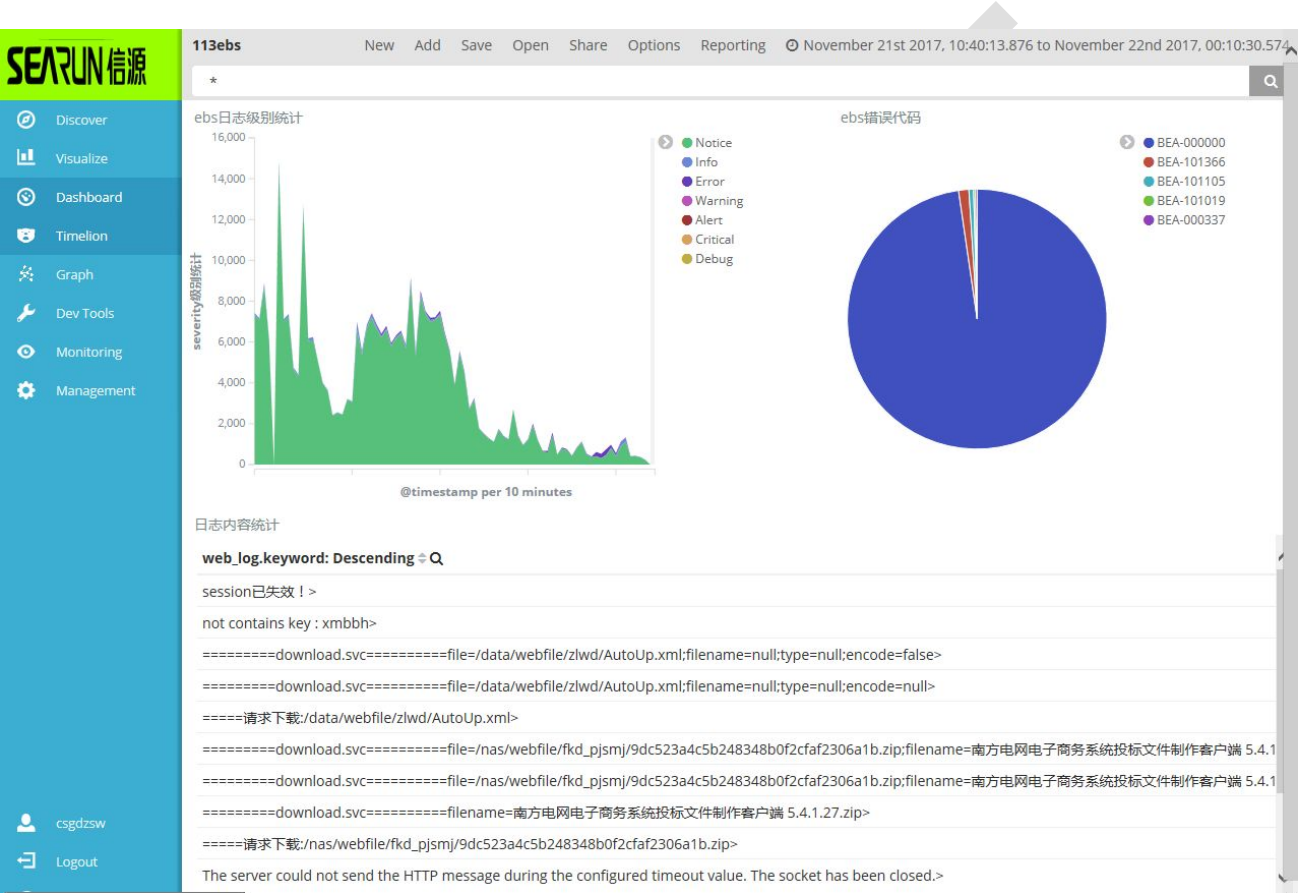 SEARUN信源
113ebs New Add Save Open Share Options Reporting November 21st 2017, 10:40:13.876 to November 22nd 2017, 00:10:30.574
*
Discover
Visualize
Dashboard
Timelion
Graph
Dev Tools
Monitoring
Management
csgdzsw
Logout
ebs日志级别统计
severity级别统计
16,000
14,000
12,000
10,000
8,000
6,000
4,000
2,000
0
@timestamp per 10 minutes
Notice
Info
Error
Warning
Alert
Critical
Debug
ebs错误代码
BEA-000000
BEA-101366
BEA-101105
BEA-101019
BEA-000337
日志内容统计
web_log.keyword: Descending
session已失效！>
not contains key : xmbbh>
=========download.svc==========file=/data/webfile/zlwd/AutoUp.xml;filename=null;type=null;encode=false>
=========download.svc==========file=/data/webfile/zlwd/AutoUp.xml;filename=null;type=null;encode=null>
=====请求下载:/data/webfile/zlwd/AutoUp.xml>
=========download.svc==========file=/nas/webfile/fkd_pjsmj/9dc523a4c5b248348b0f2cfaf2306a1b.zip;filename=南方电网电子商务系统投标文件制作客户端 5.4.1
=========download.svc==========file=/nas/webfile/fkd_pjsmj/9dc523a4c5b248348b0f2cfaf2306a1b.zip;filename=南方电网电子商务系统投标文件制作客户端 5.4.1
=========download.svc==========filename=南方电网电子商务系统投标文件制作客户端 5.4.1.27.zip>
=====请求下载:/nas/webfile/fkd_pjsmj/9dc523a4c5b248348b0f2cfaf2306a1b.zip>
The server could not send the HTTP message during the configured timeout value. The socket has been closed.>